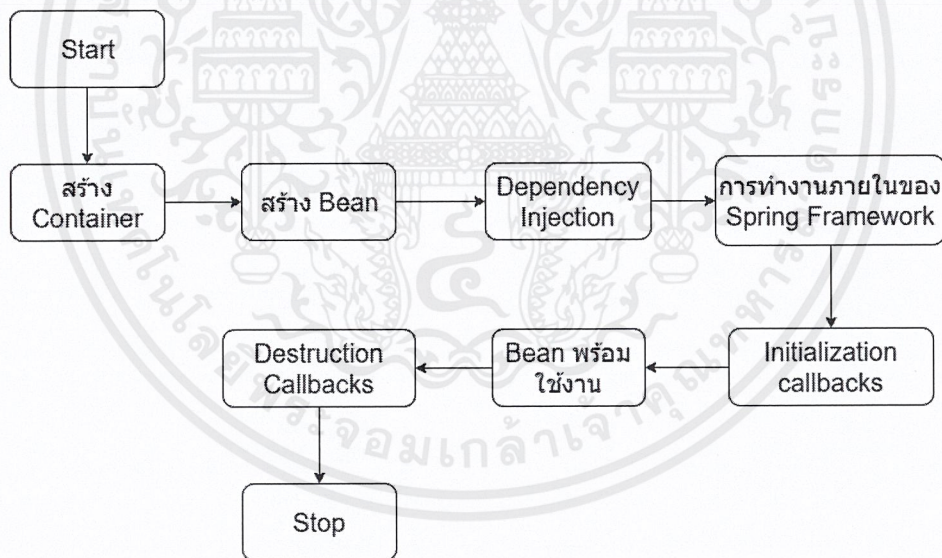 Start
สร้าง
Container
สร้าง Bean
Dependency
Injection
การทำงานภายในของ
Spring Framework
Initialization
callbacks
Bean พร้อม
ใช้งาน
Destruction
Callbacks
Stop